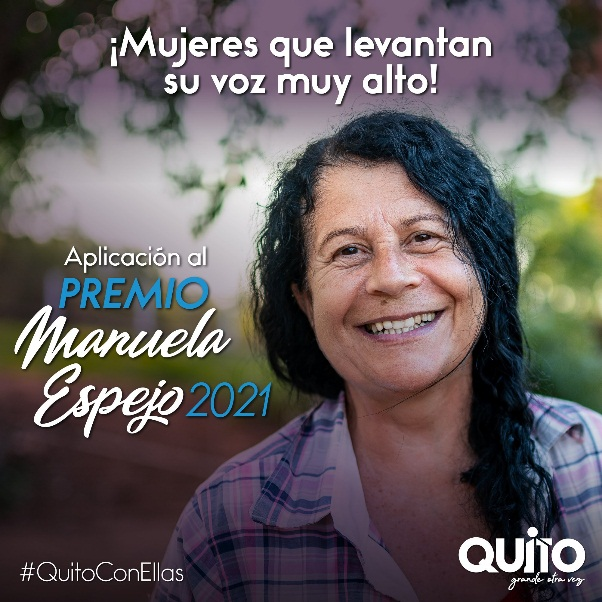 ¡Mujeres que levantan
su voz muy alto!
Aplicación al
PREMIO
Manuela
Espejo 2021
#QuitoConEllas
QUITO
grande otra vez